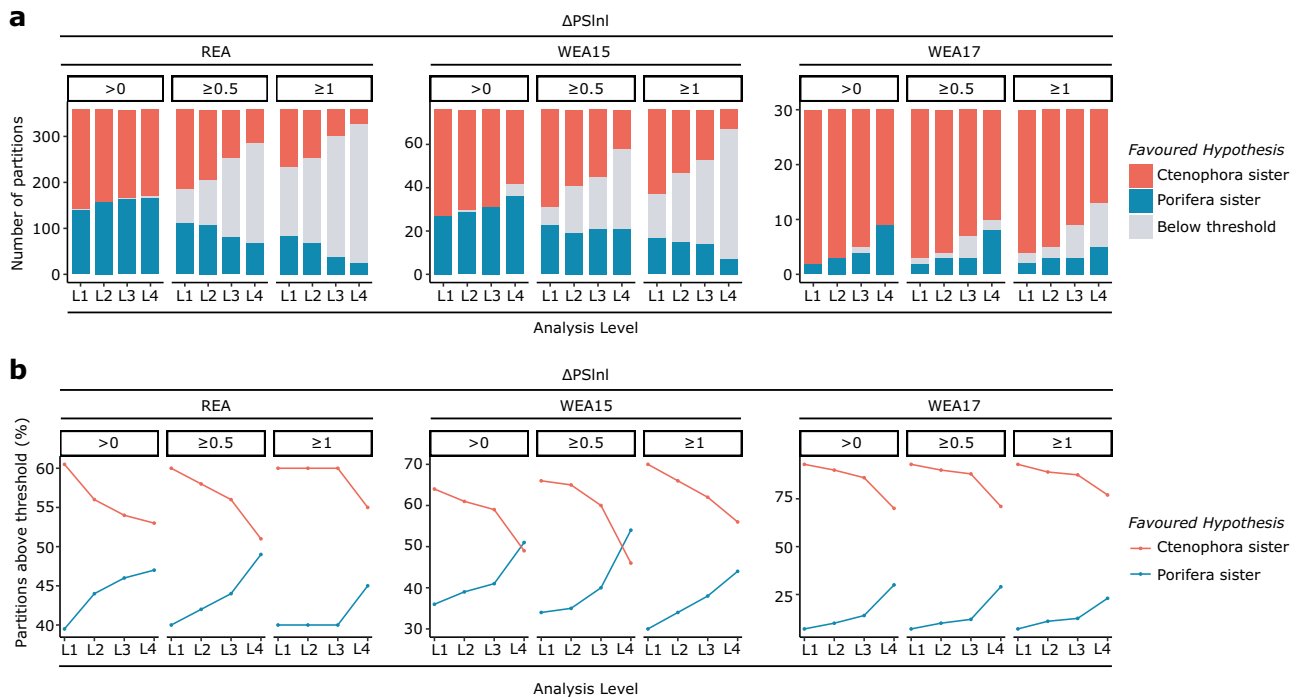 a
ΔPSlnl
REA WEA15 WEA17
>0 ≥0.5 ≥1 >0 ≥0.5 ≥1 >0 ≥0.5 ≥1
Number of partitions
300
200
100
0
60
40
20
0
30
20
10
0
L1 L2 L3 L4 L1 L2 L3 L4 L1 L2 L3 L4 L1 L2 L3 L4 L1 L2 L3 L4 L1 L2 L3 L4 L1 L2 L3 L4 L1 L2 L3 L4 L1 L2 L3 L4
Analysis Level
Favoured Hypothesis
Ctenophora sister
Porifera sister
Below threshold
b
ΔPSlnl
REA WEA15 WEA17
>0 ≥0.5 ≥1 >0 ≥0.5 ≥1 >0 ≥0.5 ≥1
Partitions above threshold (%)
60
55
50
45
40
70
60
50
40
30
75
50
25
L1 L2 L3 L4 L1 L2 L3 L4 L1 L2 L3 L4 L1 L2 L3 L4 L1 L2 L3 L4 L1 L2 L3 L4 L1 L2 L3 L4 L1 L2 L3 L4 L1 L2 L3 L4
Analysis Level
Favoured Hypothesis
Ctenophora sister
Porifera sister